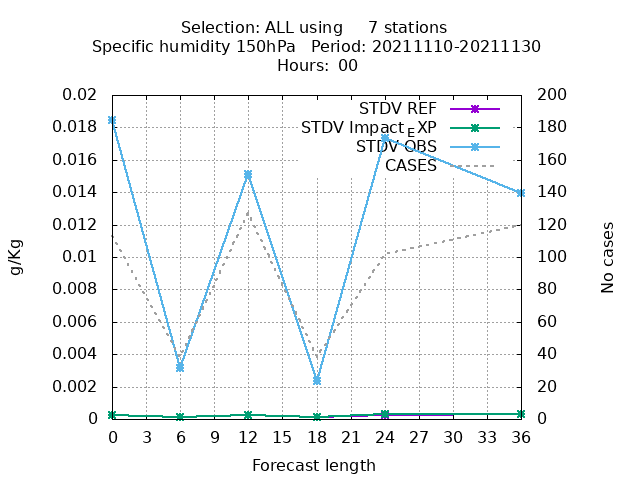 Selection: ALL using 7 stations
Specific humidity 150hPa Period: 20211110-20211130
Hours: 00
STDV REF
STDV Impact_EXP
STDV OBS
CASES
g/Kg
No cases
0.02
0.018
0.016
0.014
0.012
0.01
0.008
0.006
0.004
0.002
0
200
180
160
140
120
100
80
60
40
20
0
0 3 6 9 12 15 18 21 24 27 30 33 36
Forecast length